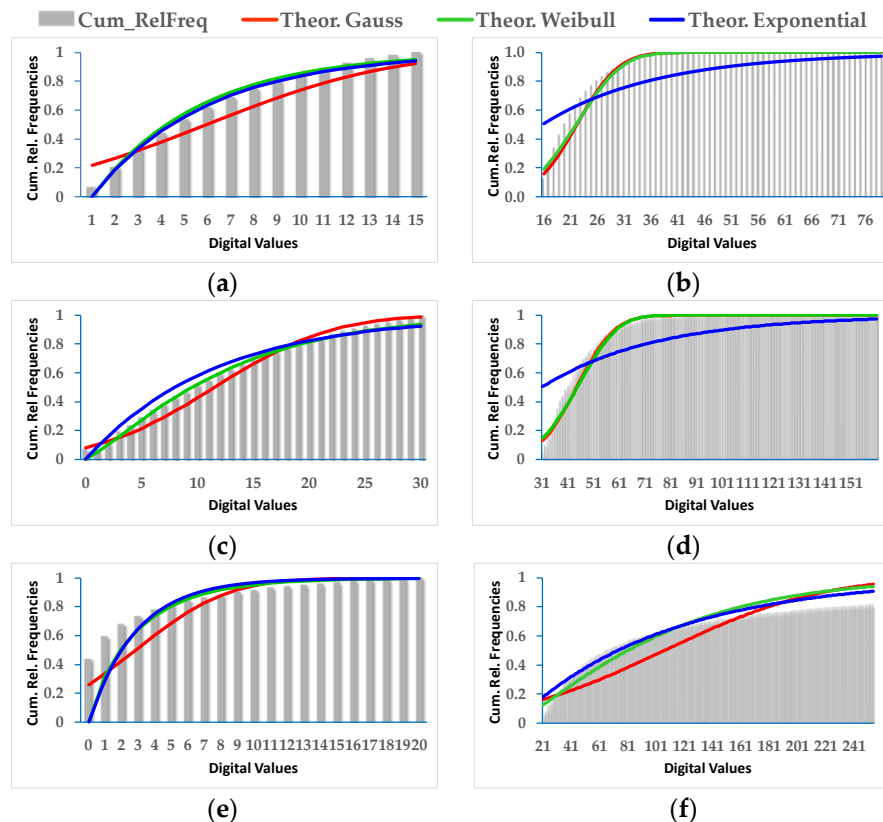 Cum_RelFreq Theor. Gauss Theor. Weibull Theor. Exponential
Cum. Rel. Frequencies
1
0.8
0.6
0.4
0.2
0
1 2 3 4 5 6 7 8 9 10 11 12 13 14 15
Digital Values
(a)
Cum.Rel. Frequencies
1.0
0.8
0.6
0.4
0.2
0.0
16 21 26 31 36 41 46 51 56 61 66 71 76
Digital Values
(b)
Cum. Rel Frequencies
1
0.8
0.6
0.4
0.2
0
0 5 10 15 20 25 30
Digital Values
(c)
Cum. Rel Frequencies
1
0.8
0.6
0.4
0.2
0
31 41 51 61 71 81 91 101 111 121 131 141 151
Digital Values
(d)
Cum. Rel. Frequencies
1
0.8
0.6
0.4
0.2
0
0 1 2 3 4 5 6 7 8 9 10 11 12 13 14 15 16 17 18 19 20
Digital Values
(e)
Cum. Rel. Frequencies
1
0.8
0.6
0.4
0.2
0
21 41 61 81 101 121 141 161 181 201 221 241
Digital Values
(f)